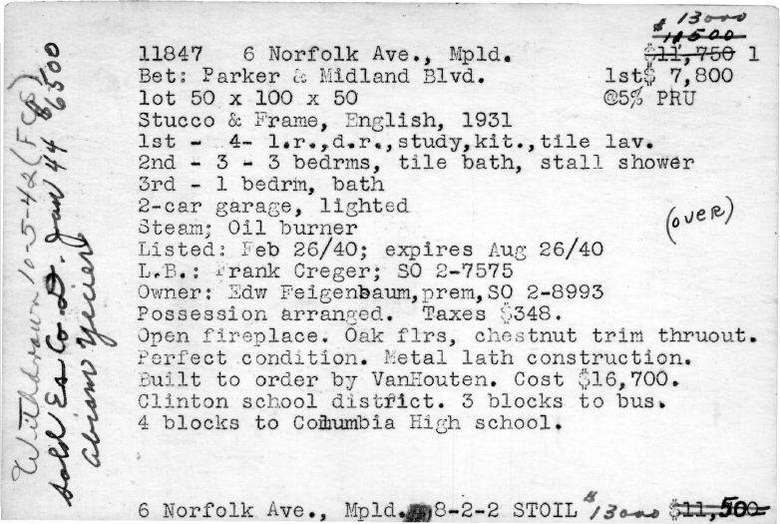 $ 13000
11,500
11847 6 Norfolk Ave., Mpld. $11,750 1
Bet: Parker & Midland Blvd. 1st$ 7,800
lot 50 x 100 x 50 @5% PRU
Stucco & Frame, English, 1931
1st - 4- l.r.,d.r.,study,kit.,tile lav.
2nd - 3 - 3 bedrms, tile bath, stall shower
3rd - 1 bedrm, bath
2-car garage, lighted
(OVER)
Steam; Oil burner
Listed: Feb 26/40; expires Aug 26/40
L.B.: Frank Creger; SO 2-7575
Owner: Edw Feigenbaum,prem,SO 2-8993
Possession arranged. Taxes $348.
Open fireplace. Oak flrs, chestnut trim thruout.
Perfect condition. Metal lath construction.
Built to order by VanHouten. Cost $16,700.
Clinton school district. 3 blocks to bus.
4 blocks to Columbia High school.
6 Norfolk Ave., Mpld. 8-2-2 STOIL $13000 $11,500
Withdrawn 10-5-42 (FCS)
Sold Es Co. D. Jan 44 $6500